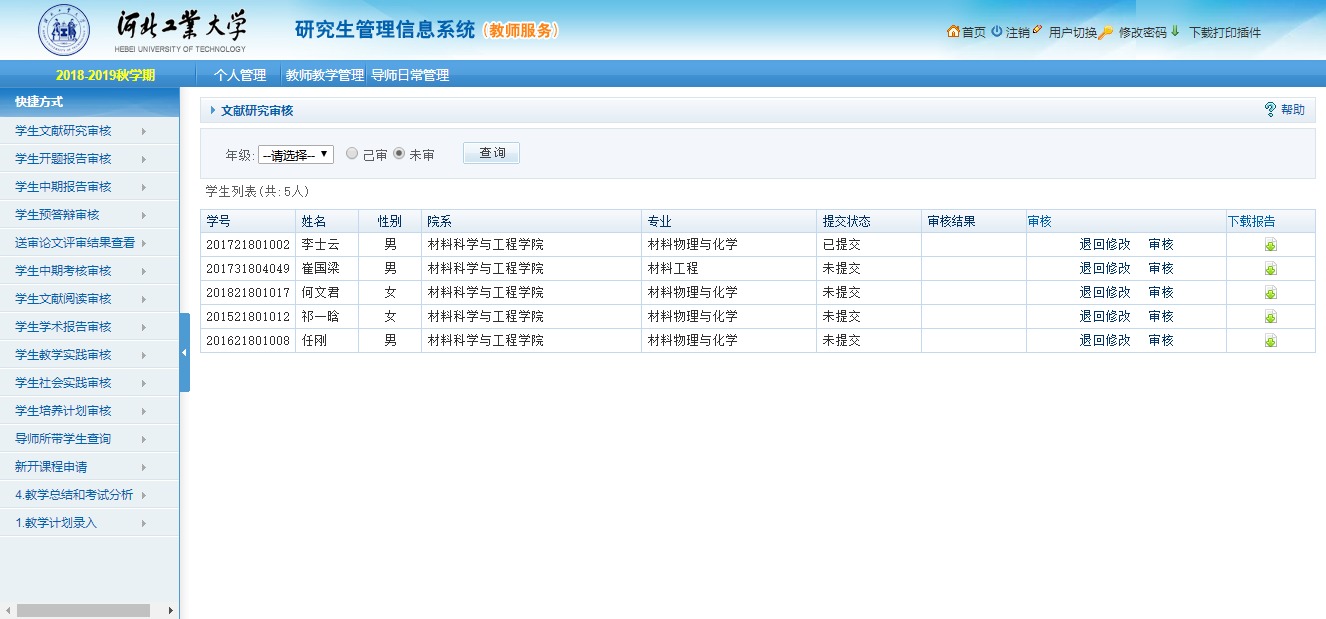 河北工業大学
HEBEI UNIVERSITY OF TECHNOLOGY
研究生管理信息系统（教师服务）
首页 注销 用户切换 修改密码 下载打印插件
2018-2019秋学期 个人管理 教师教学管理 导师日常管理
快捷方式
学生文献研究审核
学生开题报告审核
学生中期报告审核
学生预答辩审核
送审论文评审结果查看
学生中期考核审核
学生文献阅读审核
学生学术报告审核
学生教学实践审核
学生社会实践审核
学生培养计划审核
导师所带学生查询
新开课程申请
4.教学总结和考试分析
1.教学计划录入
文献研究审核 帮助
年级: --请选择-- 己审 未审 查询
学生列表(共:5人)
学号 姓名 性别 院系 专业 提交状态 审核结果 审核 下载报告
201721801002 李士云 男 材料科学与工程学院 材料物理与化学 已提交 退回修改 审核
201731804049 崔国梁 男 材料科学与工程学院 材料工程 未提交 退回修改 审核
201821801017 何文君 女 材料科学与工程学院 材料物理与化学 未提交 退回修改 审核
201521801012 祁一晗 女 材料科学与工程学院 材料物理与化学 未提交 退回修改 审核
201621801008 任刚 男 材料科学与工程学院 材料物理与化学 未提交 退回修改 审核